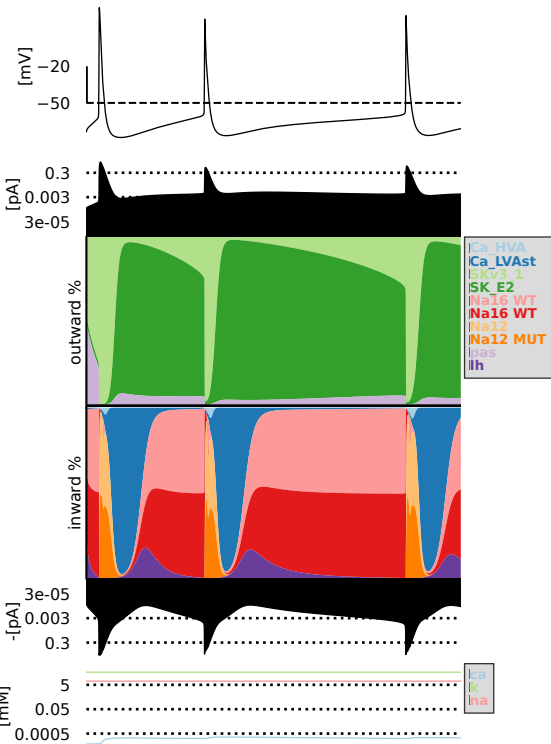 [mV]
−20
−50
[pA]
0.3
0.003
3e-05
outward %
Ca_HVA
Ca_LVAst
SKv3_1
SK_E2
Na16 WT
Na16 WT
Na12
Na12 MUT
pas
Ih
inward %
-[pA]
3e-05
0.003
0.3
[mM]
5
0.05
0.0005
ca
k
na